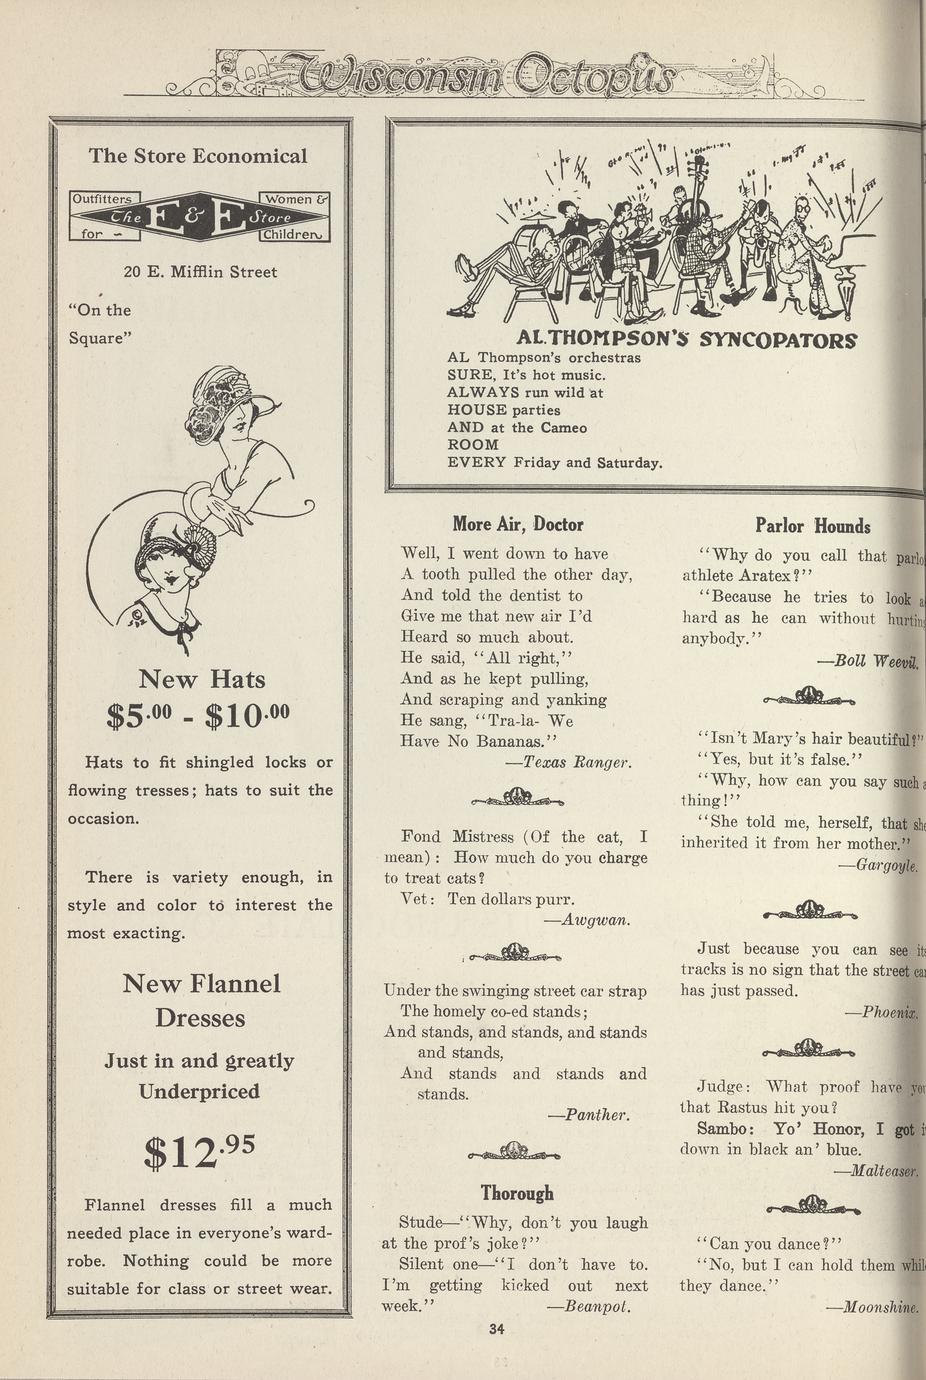 Wisconsin Octopus
The Store Economical
Outfitters
Women &
The E & E Store
for -
Children
20 E. Mifflin Street
“On the
Square”
New Hats
$5.00 - $10.00
Hats to fit shingled locks or
flowing tresses; hats to suit the
occasion.
There is variety enough, in
style and color to interest the
most exacting.
New Flannel
Dresses
Just in and greatly
Underpriced
$12.95
Flannel dresses fill a much
needed place in everyone's ward-
robe. Nothing could be more
suitable for class or street wear.
AL. THOMPSON'S SYNCOPATORS
AL Thompson's orchestras
SURE, It's hot music.
ALWAYS run wild at
HOUSE parties
AND at the Cameo
ROOM
EVERY Friday and Saturday.
More Air, Doctor
Well, I went down to have
A tooth pulled the other day,
And told the dentist to
Give me that new air I'd
Heard so much about.
He said, “All right,”
And as he kept pulling,
And scraping and yanking
He sang, “Tra-la- We
Have No Bananas.”
—Texas Ranger.
Fond Mistress (Of the cat, I
mean): How much do you charge
to treat cats?
Vet: Ten dollars purr.
—Awgwan.
Under the swinging street car strap
The homely co-ed stands;
And stands, and stands, and stands
and stands,
And stands and stands and
stands.
—Panther.
Thorough
Stude—“Why, don't you laugh
at the prof's joke?”
Silent one—“I don't have to.
I'm getting kicked out next
week.” —Beanpot.
Parlor Hounds
“Why do you call that parlo
athlete Aratex?”
“Because he tries to look a
hard as he can without hurting
anybody.”
—Boll Weevil.
“Isn't Mary's hair beautiful?”
“Yes, but it's false.”
“Why, how can you say such a
thing!”
“She told me, herself, that she
inherited it from her mother.”
—Gargoyle.
Just because you can see its
tracks is no sign that the street car
has just passed.
—Phoenix.
Judge: What proof have you
that Rastus hit you?
Sambo: Yo' Honor, I got i
down in black an' blue.
—Malteaser.
“Can you dance?”
“No, but I can hold them whil
they dance.”
—Moonshine.
34